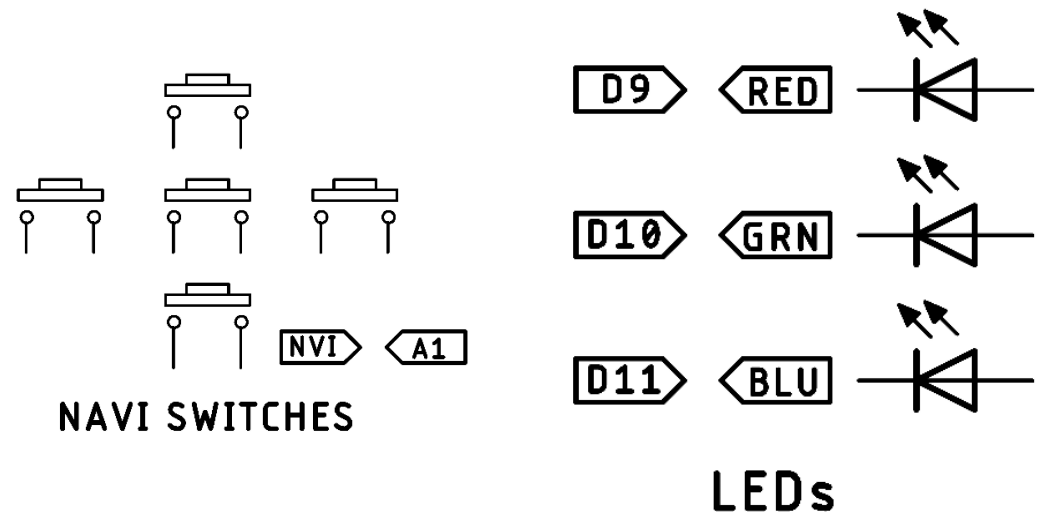 NVI A1
NAVI SWITCHES
D9 RED
D10 GRN
D11 BLU
LEDs